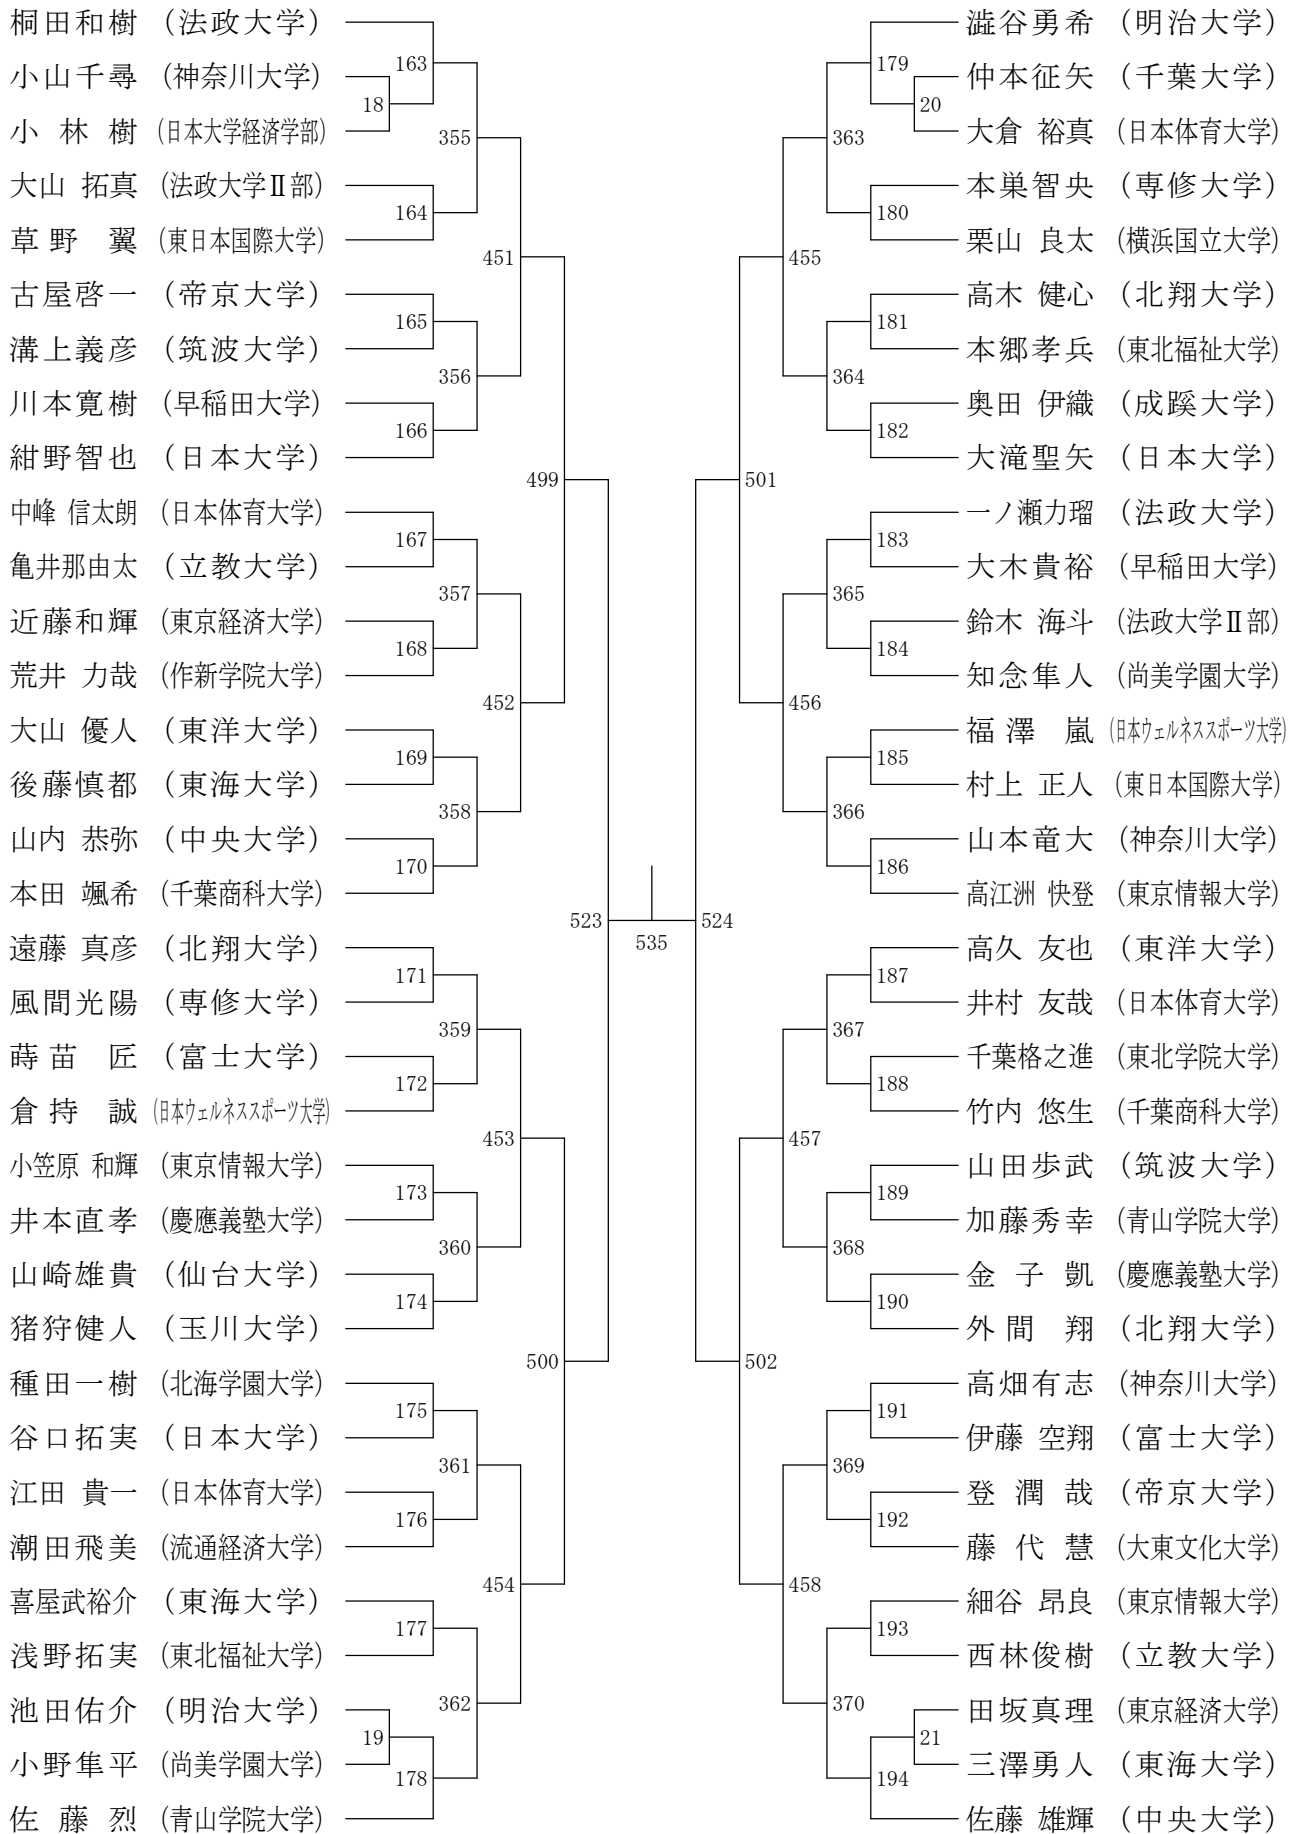 桐田和樹 (法政大学)
163
小山千尋 (神奈川大学)
18
小林樹 (日本大学経済学部)
355
大山 拓真 (法政大学Ⅱ部)
164
草野 翼 (東日本国際大学)
451
古屋啓一 (帝京大学)
165
溝上義彦 (筑波大学)
356
川本寛樹 (早稲田大学)
166
紺野智也 (日本大学)
499
中峰 信太朗 (日本体育大学)
167
亀井那由太 (立教大学)
357
近藤和輝 (東京経済大学)
168
荒井 力哉 (作新学院大学)
452
大山 優人 (東洋大学)
169
後藤慎都 (東海大学)
358
山内 恭弥 (中央大学)
170
本田 颯希 (千葉商科大学)
523
遠藤 真彦 (北翔大学)
171
風間光陽 (専修大学)
359
蒔苗 匠 (富士大学)
172
倉持 誠 (日本ウェルネススポーツ大学)
453
小笠原 和輝 (東京情報大学)
173
井本直孝 (慶應義塾大学)
360
山崎雄貴 (仙台大学)
174
猪狩健人 (玉川大学)
500
種田一樹 (北海学園大学)
175
谷口拓実 (日本大学)
361
江田 貴一 (日本体育大学)
176
潮田飛美 (流通経済大学)
454
喜屋武裕介 (東海大学)
177
浅野拓実 (東北福祉大学)
362
池田佑介 (明治大学)
19
小野隼平 (尚美学園大学)
178
佐藤烈 (青山学院大学)
535
澁谷勇希 (明治大学)
179
仲本征矢 (千葉大学)
20
大倉 裕真 (日本体育大学)
363
本巣智央 (専修大学)
180
栗山 良太 (横浜国立大学)
455
高木 健心 (北翔大学)
181
本郷孝兵 (東北福祉大学)
364
奥田 伊織 (成蹊大学)
182
大滝聖矢 (日本大学)
501
一ノ瀬力瑠 (法政大学)
183
大木貴裕 (早稲田大学)
365
鈴木 海斗 (法政大学Ⅱ部)
184
知念隼人 (尚美学園大学)
456
福澤 嵐 (日本ウェルネススポーツ大学)
185
村上 正人 (東日本国際大学)
366
山本竜大 (神奈川大学)
186
高江洲 快登 (東京情報大学)
524
高久 友也 (東洋大学)
187
井村 友哉 (日本体育大学)
367
千葉格之進 (東北学院大学)
188
竹内 悠生 (千葉商科大学)
457
山田歩武 (筑波大学)
189
加藤秀幸 (青山学院大学)
368
金子凱 (慶應義塾大学)
190
外間 翔 (北翔大学)
502
高畑有志 (神奈川大学)
191
伊藤 空翔 (富士大学)
369
登潤哉 (帝京大学)
192
藤代慧 (大東文化大学)
458
細谷 昂良 (東京情報大学)
193
西林俊樹 (立教大学)
370
田坂真理 (東京経済大学)
21
三澤勇人 (東海大学)
194
佐藤 雄輝 (中央大学)